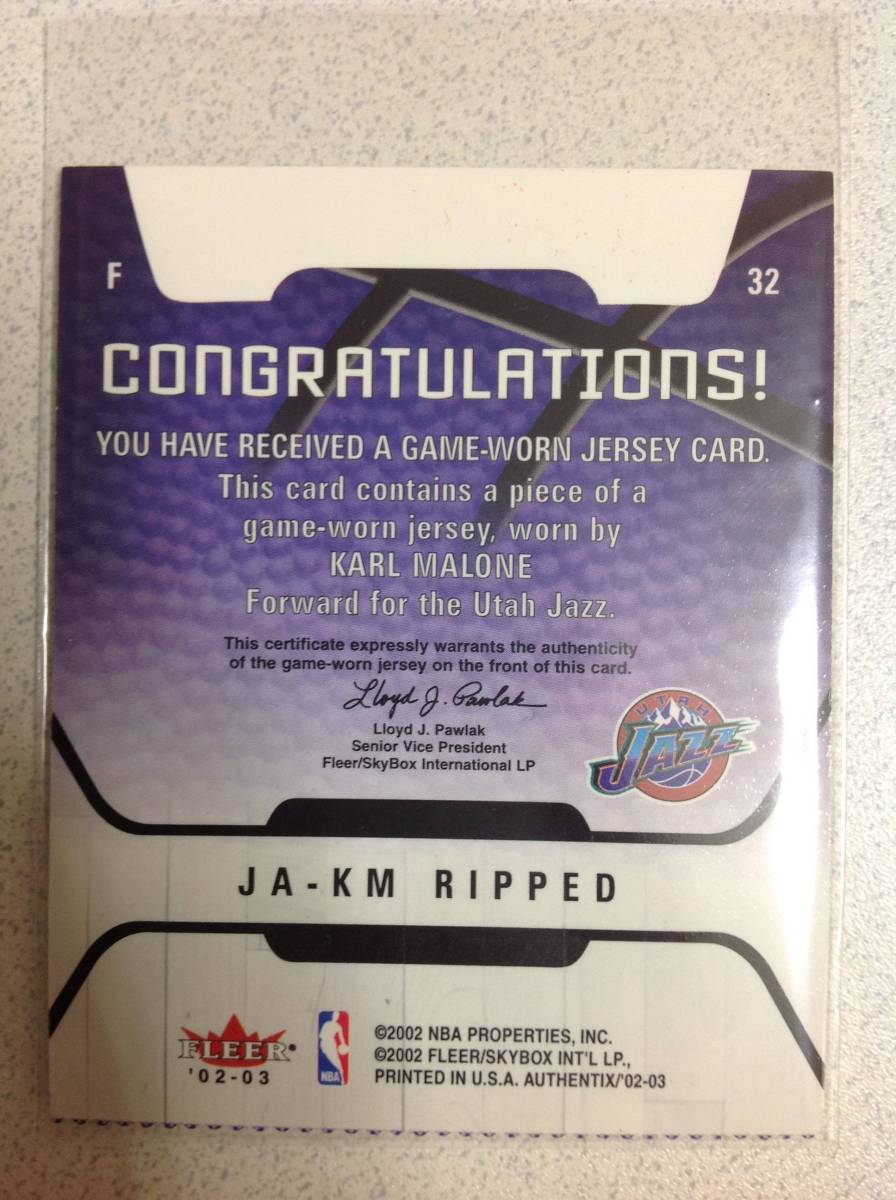 F
32
CONGRATULATIONS!
YOU HAVE RECEIVED A GAME-WORN JERSEY CARD.
This card contains a piece of a
game-worn jersey, worn by
KARL MALONE
Forward for the Utah Jazz.
This certificate expressly warrants the authenticity
of the game-worn jersey on the front of this card.
Lloyd J. Pawlak
Lloyd J. Pawlak
Senior Vice President
Fleer/SkyBox International LP
UTAH
JAZZ
JA-KM RIPPED
FLEER
'02-03
NBA
©2002 NBA PROPERTIES, INC.
©2002 FLEER/SKYBOX INT'L LP.,
PRINTED IN U.S.A. AUTHENTIX/'02-03